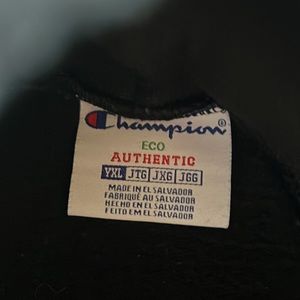 Champion®
ECO
AUTHENTIC
YXL JTG JXG JGG
MADE IN EL SALVADOR
FABRIQUÉ AU SALVADOR
HECHO EN EL SALVADOR
FEITO EM EL SALVADOR